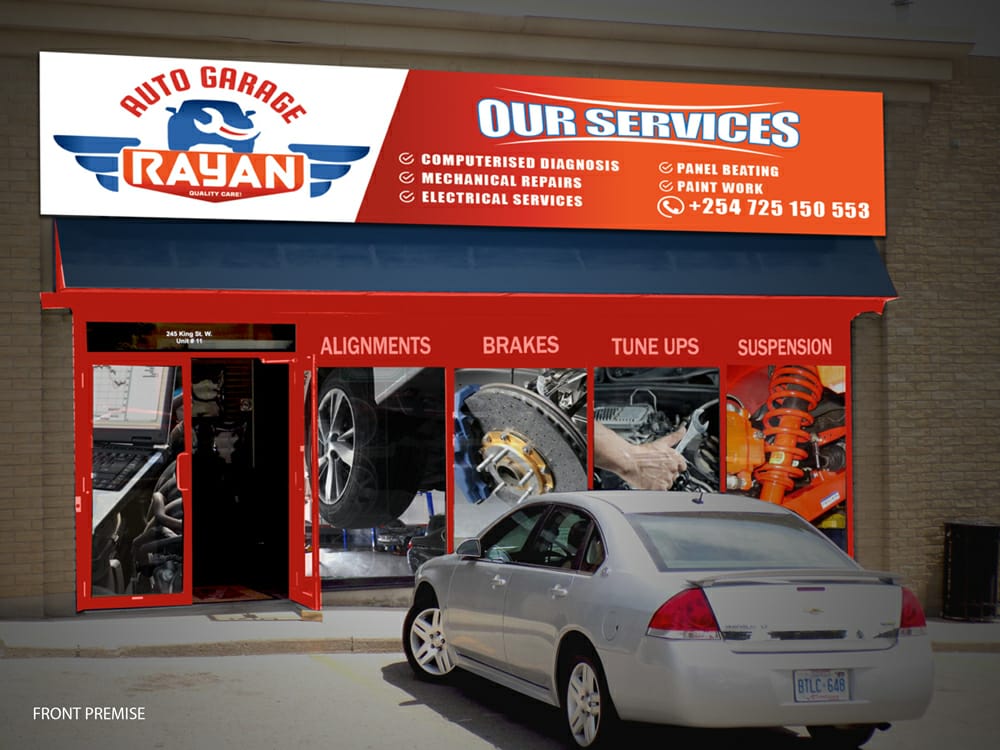 AUTO GARAGE
RAYAN
QUALITY CARE!
OUR SERVICES
COMPUTERISED DIAGNOSIS
MECHANICAL REPAIRS
ELECTRICAL SERVICES
PANEL BEATING
PAINT WORK
+254 725 150 553
245 King St. W.
Unit # 11
ALIGNMENTS
BRAKES
TUNE UPS
SUSPENSION
BTLC·648
FRONT PREMISE